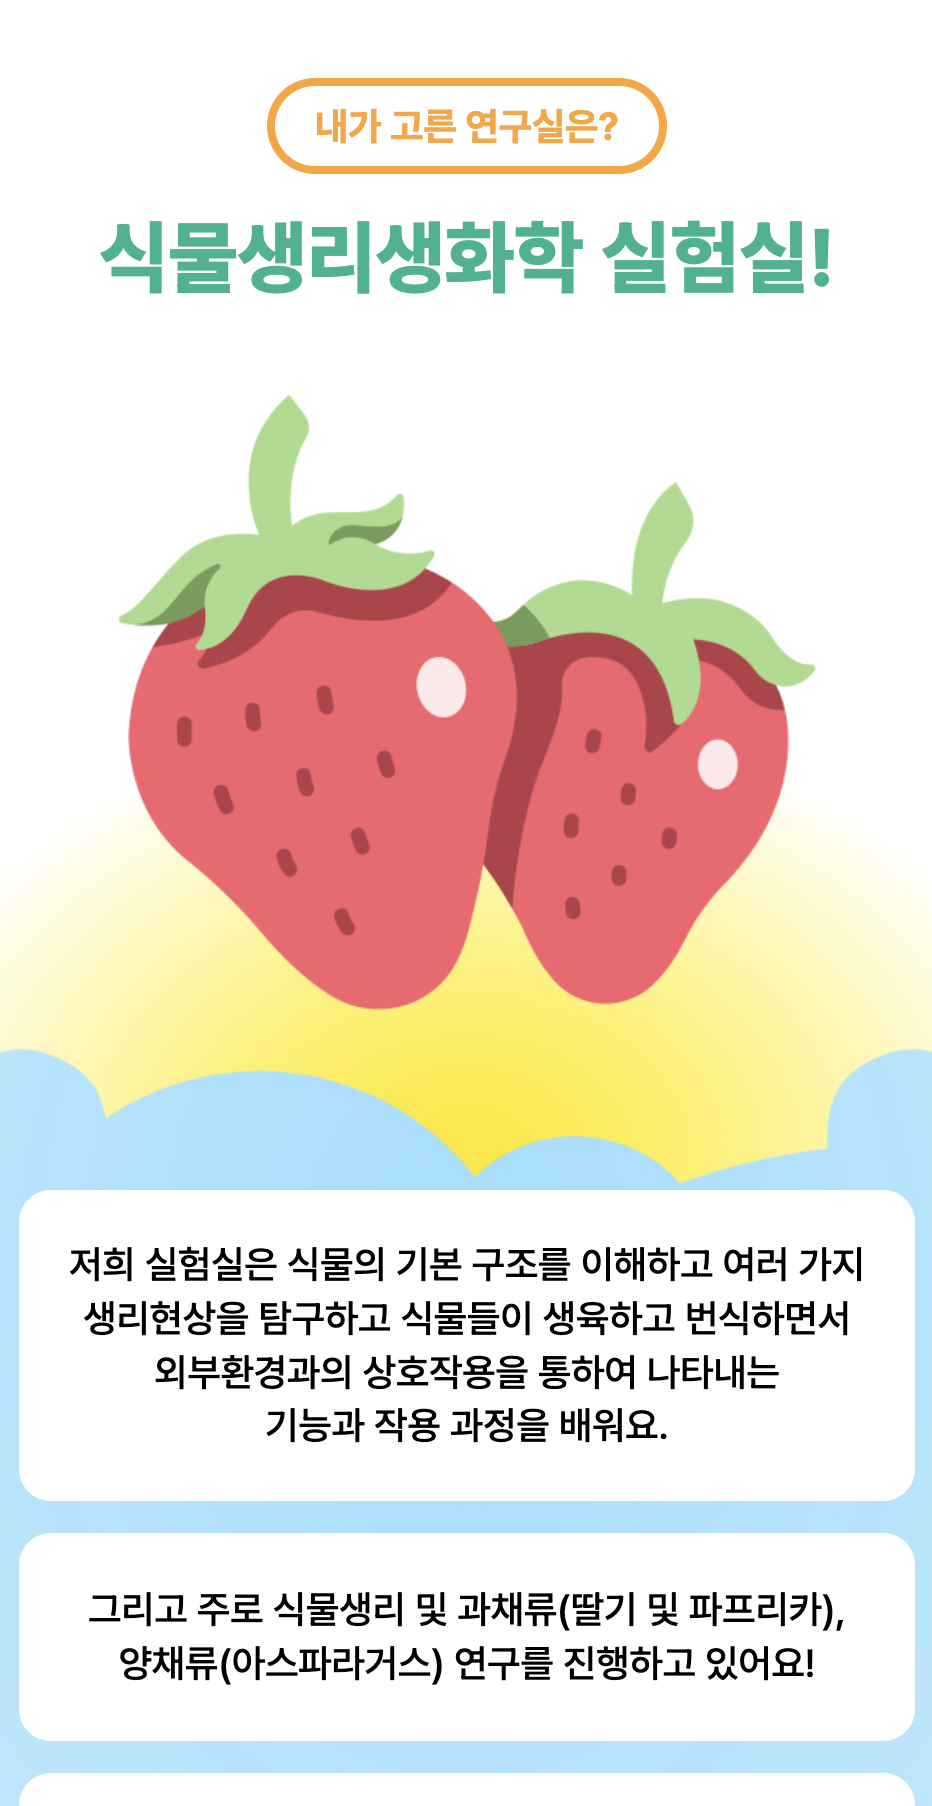 내가 고른 연구실은?
식물생리생화학 실험실!
저희 실험실은 식물의 기본 구조를 이해하고 여러 가지
생리현상을 탐구하고 식물들이 생육하고 번식하면서
외부환경과의 상호작용을 통하여 나타내는
기능과 작용 과정을 배워요.
그리고 주로 식물생리 및 과채류(딸기 및 파프리카),
양채류(아스파라거스) 연구를 진행하고 있어요!